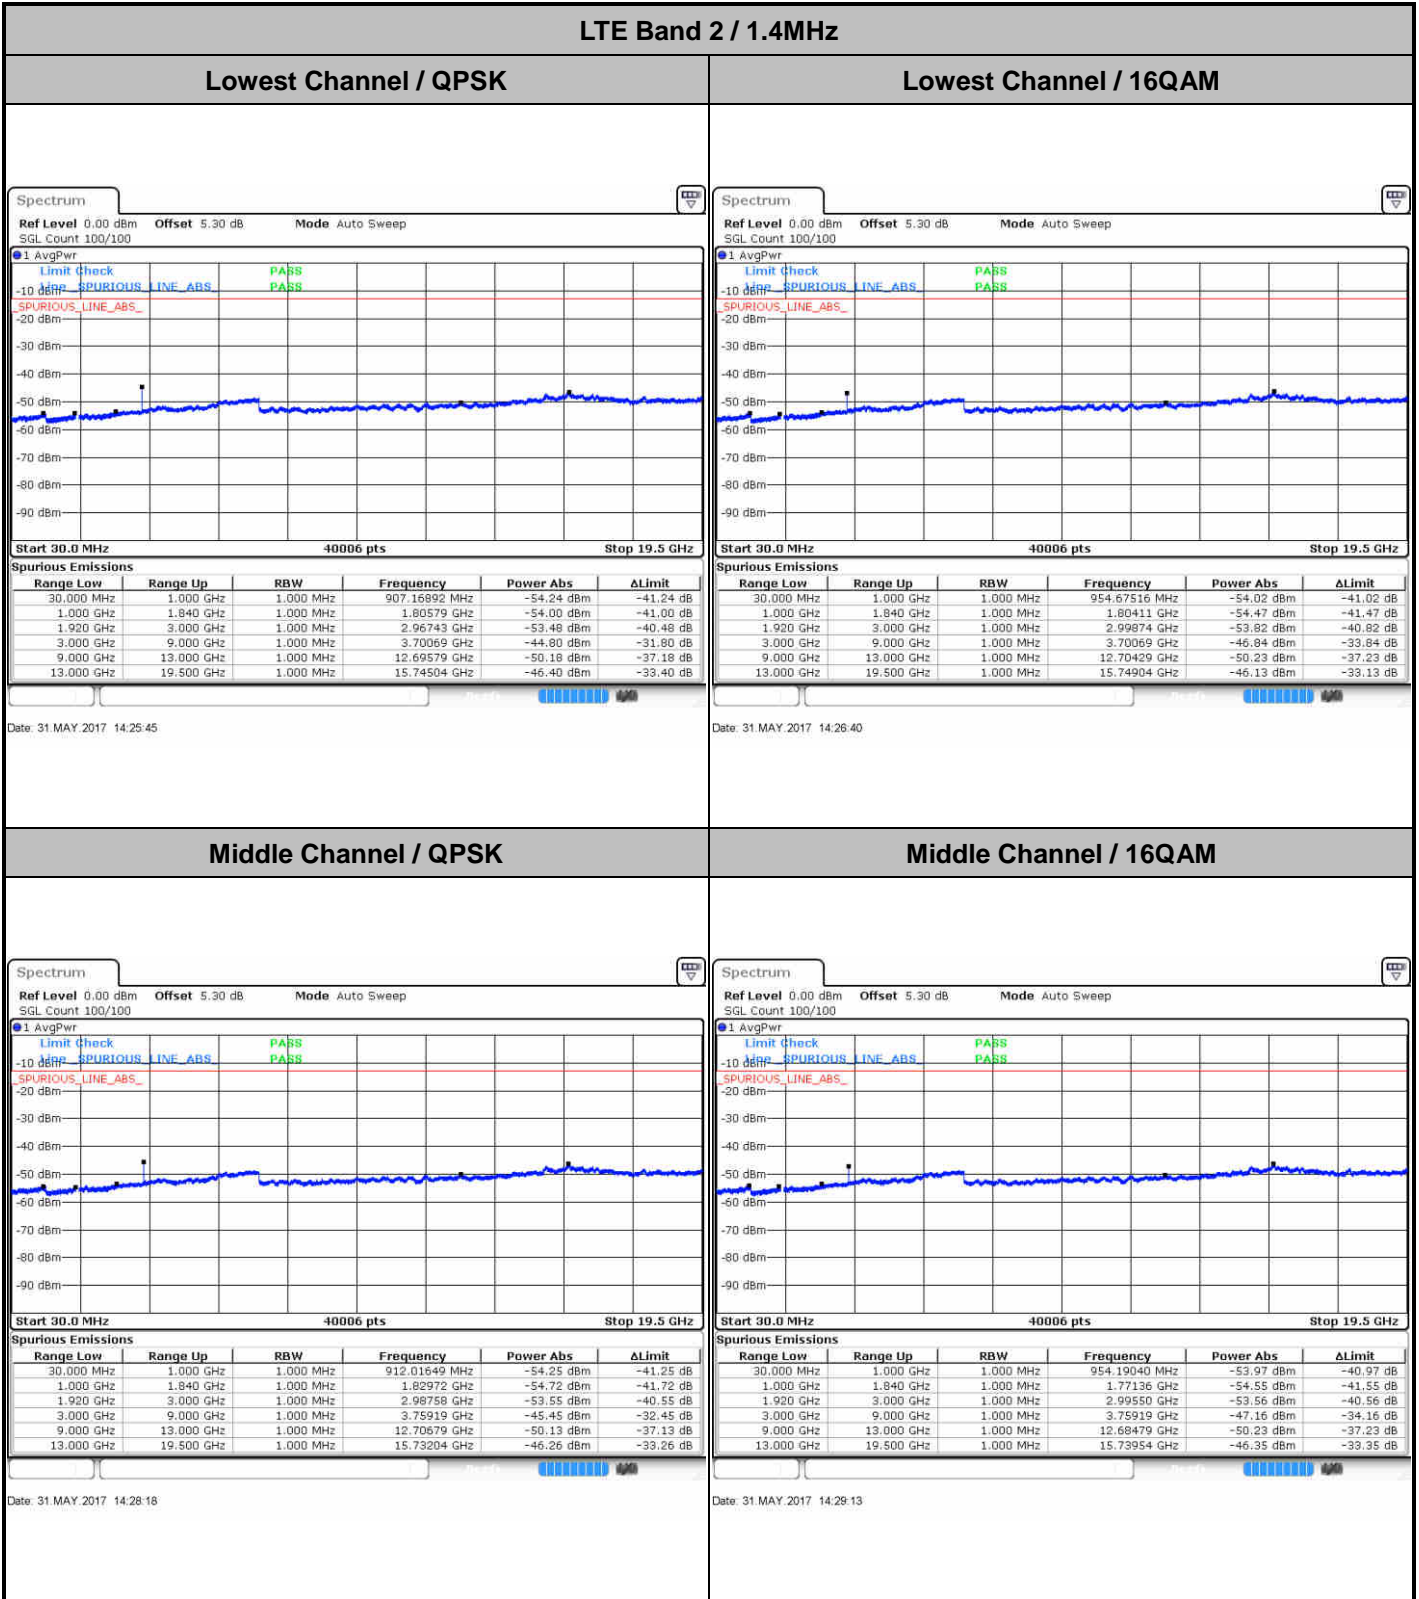 LTE Band 2 / 1.4MHz
Lowest Channel / QPSK
Lowest Channel / 16QAM
Spectrum
Ref Level 0.00 dBm Offset 5.30 dB Mode Auto Sweep
SGL Count 100/100
1 AvgPwr
Limit Check PASS
Line _SPURIOUS_LINE_ABS_ PASS
-10 dBm
_SPURIOUS_LINE_ABS_
-20 dBm
-30 dBm
-40 dBm
-50 dBm
-60 dBm
-70 dBm
-80 dBm
-90 dBm
Start 30.0 MHz 40006 pts Stop 19.5 GHz
Spurious Emissions
Range Low Range Up RBW Frequency Power Abs ΔLimit
30.000 MHz 1.000 GHz 1.000 MHz 907.16892 MHz -54.24 dBm -41.24 dB
1.000 GHz 1.840 GHz 1.000 MHz 1.80579 GHz -54.00 dBm -41.00 dB
1.920 GHz 3.000 GHz 1.000 MHz 2.96743 GHz -53.48 dBm -40.48 dB
3.000 GHz 9.000 GHz 1.000 MHz 3.70069 GHz -44.80 dBm -31.80 dB
9.000 GHz 13.000 GHz 1.000 MHz 12.69579 GHz -50.18 dBm -37.18 dB
13.000 GHz 19.500 GHz 1.000 MHz 15.74504 GHz -46.40 dBm -33.40 dB
Date: 31.MAY.2017 14:25:45
Spectrum
Ref Level 0.00 dBm Offset 5.30 dB Mode Auto Sweep
SGL Count 100/100
1 AvgPwr
Limit Check PASS
Line _SPURIOUS_LINE_ABS_ PASS
-10 dBm
_SPURIOUS_LINE_ABS_
-20 dBm
-30 dBm
-40 dBm
-50 dBm
-60 dBm
-70 dBm
-80 dBm
-90 dBm
Start 30.0 MHz 40006 pts Stop 19.5 GHz
Spurious Emissions
Range Low Range Up RBW Frequency Power Abs ΔLimit
30.000 MHz 1.000 GHz 1.000 MHz 954.67516 MHz -54.02 dBm -41.02 dB
1.000 GHz 1.840 GHz 1.000 MHz 1.80411 GHz -54.47 dBm -41.47 dB
1.920 GHz 3.000 GHz 1.000 MHz 2.99874 GHz -53.82 dBm -40.82 dB
3.000 GHz 9.000 GHz 1.000 MHz 3.70069 GHz -46.84 dBm -33.84 dB
9.000 GHz 13.000 GHz 1.000 MHz 12.70429 GHz -50.23 dBm -37.23 dB
13.000 GHz 19.500 GHz 1.000 MHz 15.74904 GHz -46.13 dBm -33.13 dB
Date: 31.MAY.2017 14:26:40
Middle Channel / QPSK
Middle Channel / 16QAM
Spectrum
Ref Level 0.00 dBm Offset 5.30 dB Mode Auto Sweep
SGL Count 100/100
1 AvgPwr
Limit Check PASS
Line _SPURIOUS_LINE_ABS_ PASS
-10 dBm
_SPURIOUS_LINE_ABS_
-20 dBm
-30 dBm
-40 dBm
-50 dBm
-60 dBm
-70 dBm
-80 dBm
-90 dBm
Start 30.0 MHz 40006 pts Stop 19.5 GHz
Spurious Emissions
Range Low Range Up RBW Frequency Power Abs ΔLimit
30.000 MHz 1.000 GHz 1.000 MHz 912.01649 MHz -54.25 dBm -41.25 dB
1.000 GHz 1.840 GHz 1.000 MHz 1.82972 GHz -54.72 dBm -41.72 dB
1.920 GHz 3.000 GHz 1.000 MHz 2.98758 GHz -53.55 dBm -40.55 dB
3.000 GHz 9.000 GHz 1.000 MHz 3.75919 GHz -45.45 dBm -32.45 dB
9.000 GHz 13.000 GHz 1.000 MHz 12.70679 GHz -50.13 dBm -37.13 dB
13.000 GHz 19.500 GHz 1.000 MHz 15.73204 GHz -46.26 dBm -33.26 dB
Date: 31.MAY.2017 14:28:18
Spectrum
Ref Level 0.00 dBm Offset 5.30 dB Mode Auto Sweep
SGL Count 100/100
1 AvgPwr
Limit Check PASS
Line _SPURIOUS_LINE_ABS_ PASS
-10 dBm
_SPURIOUS_LINE_ABS_
-20 dBm
-30 dBm
-40 dBm
-50 dBm
-60 dBm
-70 dBm
-80 dBm
-90 dBm
Start 30.0 MHz 40006 pts Stop 19.5 GHz
Spurious Emissions
Range Low Range Up RBW Frequency Power Abs ΔLimit
30.000 MHz 1.000 GHz 1.000 MHz 954.19040 MHz -53.97 dBm -40.97 dB
1.000 GHz 1.840 GHz 1.000 MHz 1.77136 GHz -54.55 dBm -41.55 dB
1.920 GHz 3.000 GHz 1.000 MHz 2.99550 GHz -53.56 dBm -40.56 dB
3.000 GHz 9.000 GHz 1.000 MHz 3.75919 GHz -47.16 dBm -34.16 dB
9.000 GHz 13.000 GHz 1.000 MHz 12.68479 GHz -50.23 dBm -37.23 dB
13.000 GHz 19.500 GHz 1.000 MHz 15.73954 GHz -46.35 dBm -33.35 dB
Date: 31.MAY.2017 14:29:13